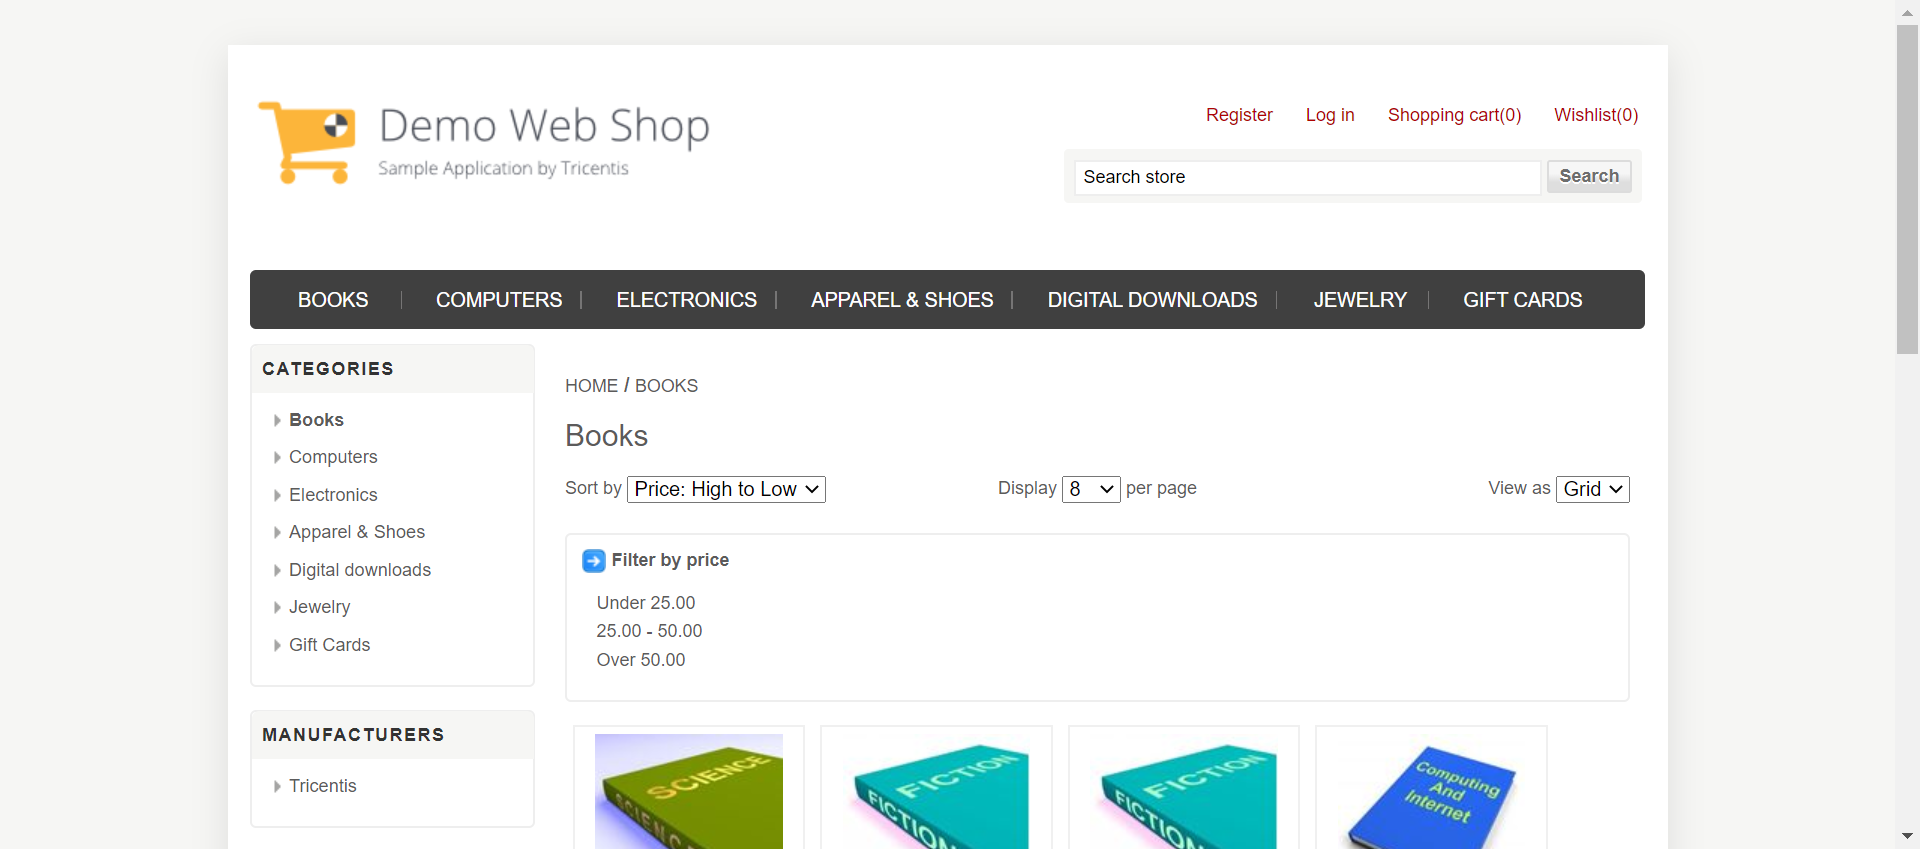 Demo Web Shop
Sample Application by Tricentis
Register Log in Shopping cart(0) Wishlist(0)
Search store Search
BOOKS COMPUTERS ELECTRONICS APPAREL & SHOES DIGITAL DOWNLOADS JEWELRY GIFT CARDS
CATEGORIES
Books
Computers
Electronics
Apparel & Shoes
Digital downloads
Jewelry
Gift Cards
MANUFACTURERS
Tricentis
HOME / BOOKS
Books
Sort by Price: High to Low Display 8 per page View as Grid
Filter by price
Under 25.00
25.00 - 50.00
Over 50.00
SCIENCE
SCIENC
FICTION
FICTION
FICTION
FICTION
Computing
And
Internet